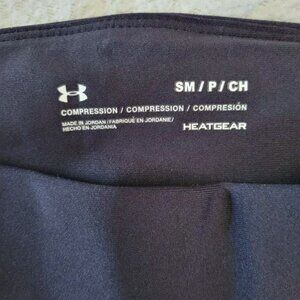 SM / P / CH
COMPRESSION / COMPRESSION / COMPRESIÓN
MADE IN JORDAN / FABRIQUÉ EN JORDANIE/
HECHO EN JORDANIA
HEATGEAR